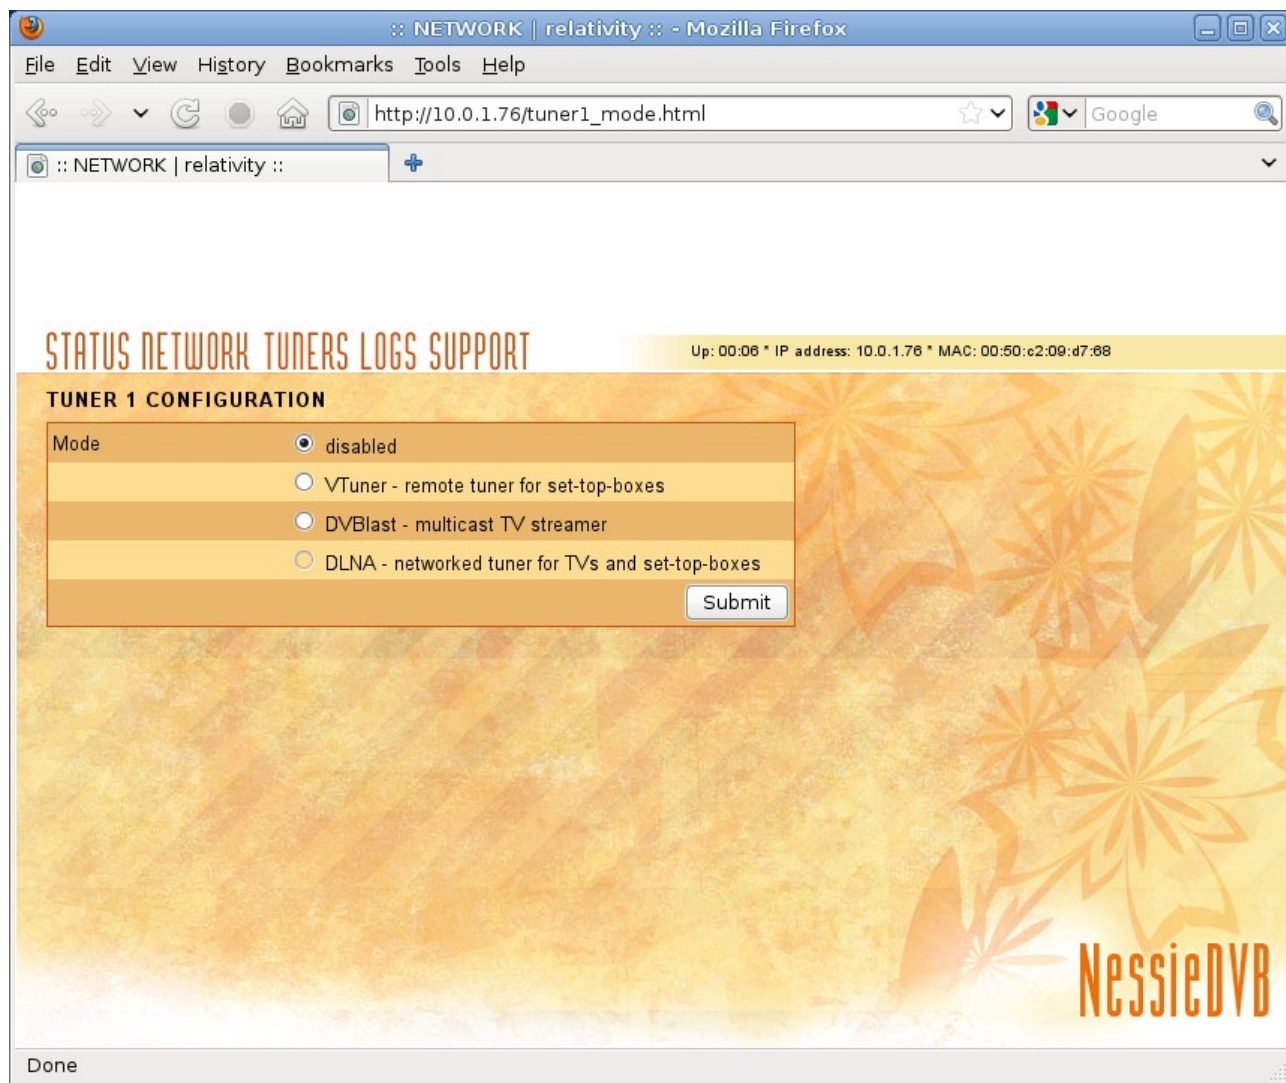 :: NETWORK | relativity :: - Mozilla Firefox
File Edit View History Bookmarks Tools Help
http://10.0.1.76/tuner1_mode.html Google
:: NETWORK | relativity ::
STATUS NETWORK TUNERS LOGS SUPPORT
Up: 00:06 * IP address: 10.0.1.76 * MAC: 00:50:c2:09:d7:68
TUNER 1 CONFIGURATION
Mode disabled
VTuner - remote tuner for set-top-boxes
DVBlast - multicast TV streamer
DLNA - networked tuner for TVs and set-top-boxes
Submit
NessieDVB
Done